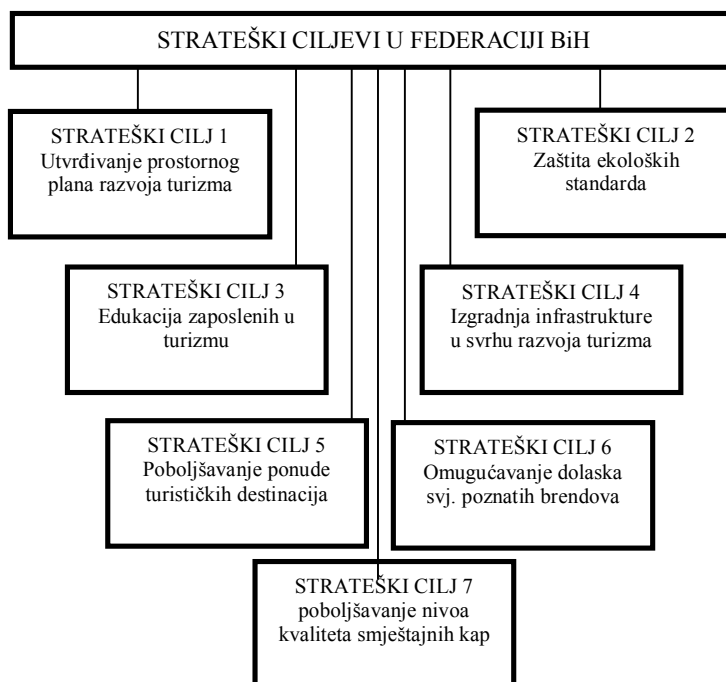 STRATEŠKI CILJEVI U FEDERACIJI BiH
STRATEŠKI CILJ 1
Utvrđivanje prostornog
plana razvoja turizma
STRATEŠKI CILJ 2
Zaštita ekoloških
standarda
STRATEŠKI CILJ 3
Edukacija zaposlenih u
turizmu
STRATEŠKI CILJ 4
Izgradnja infrastrukture
u svrhu razvoja turizma
STRATEŠKI CILJ 5
Poboljšavanje ponude
turističkih destinacija
STRATEŠKI CILJ 6
Omugućavanje dolaska
svj. poznatih brendova
STRATEŠKI CILJ 7
poboljšavanje nivoa
kvaliteta smještajnih kap